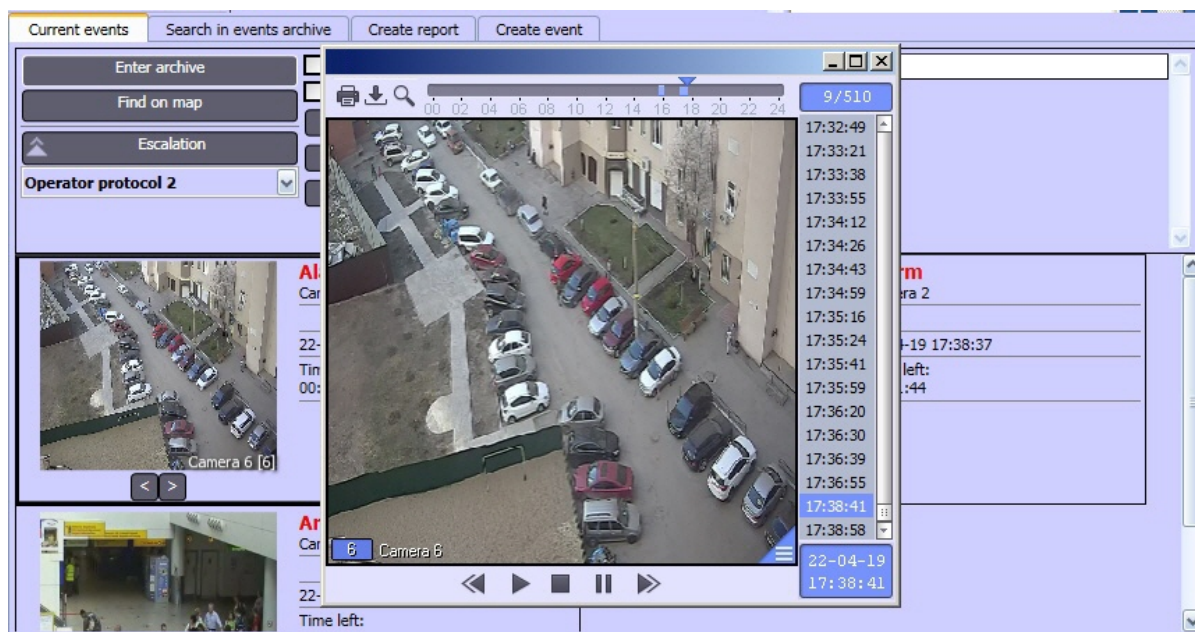 Current events
Search in events archive
Create report
Create event
Enter archive
Find on map
Escalation
Operator protocol 2
9/510
00 02 04 06 08 10 12 14 16 18 20 22 24
17:32:49
17:33:21
17:33:38
17:33:55
17:34:12
17:34:26
17:34:43
17:34:59
17:35:16
17:35:24
17:35:41
17:35:59
17:36:20
17:36:30
17:36:39
17:36:55
17:38:41
17:38:58
22-04-19
17:38:41
6 Camera 6
Camera 6 [6]
< >
Al
Car
22-
Tim
00:
rm
ra 2
-19 17:38:37
left:
:44
Ar
Car
22-
Time left: